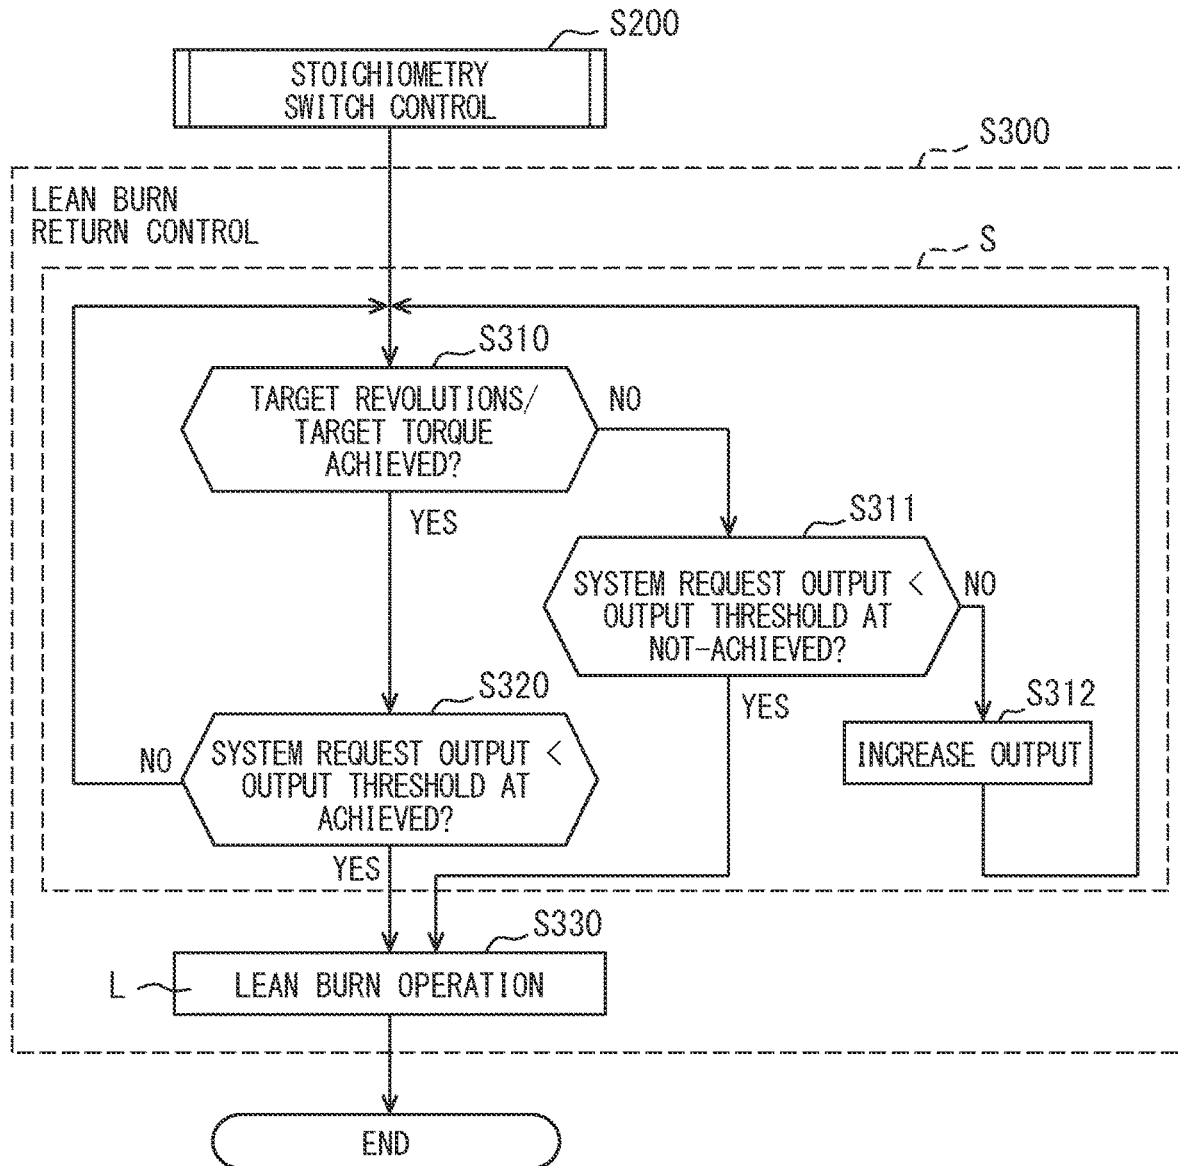 S200
STOICHIOMETRY
SWITCH CONTROL
S300
LEAN BURN
RETURN CONTROL
S
S310
TARGET REVOLUTIONS/
TARGET TORQUE
ACHIEVED?
NO
YES
S311
SYSTEM REQUEST OUTPUT <
OUTPUT THRESHOLD AT
NOT-ACHIEVED?
NO
YES
S312
INCREASE OUTPUT
S320
SYSTEM REQUEST OUTPUT <
OUTPUT THRESHOLD AT
ACHIEVED?
NO
YES
S330
L
LEAN BURN OPERATION
END